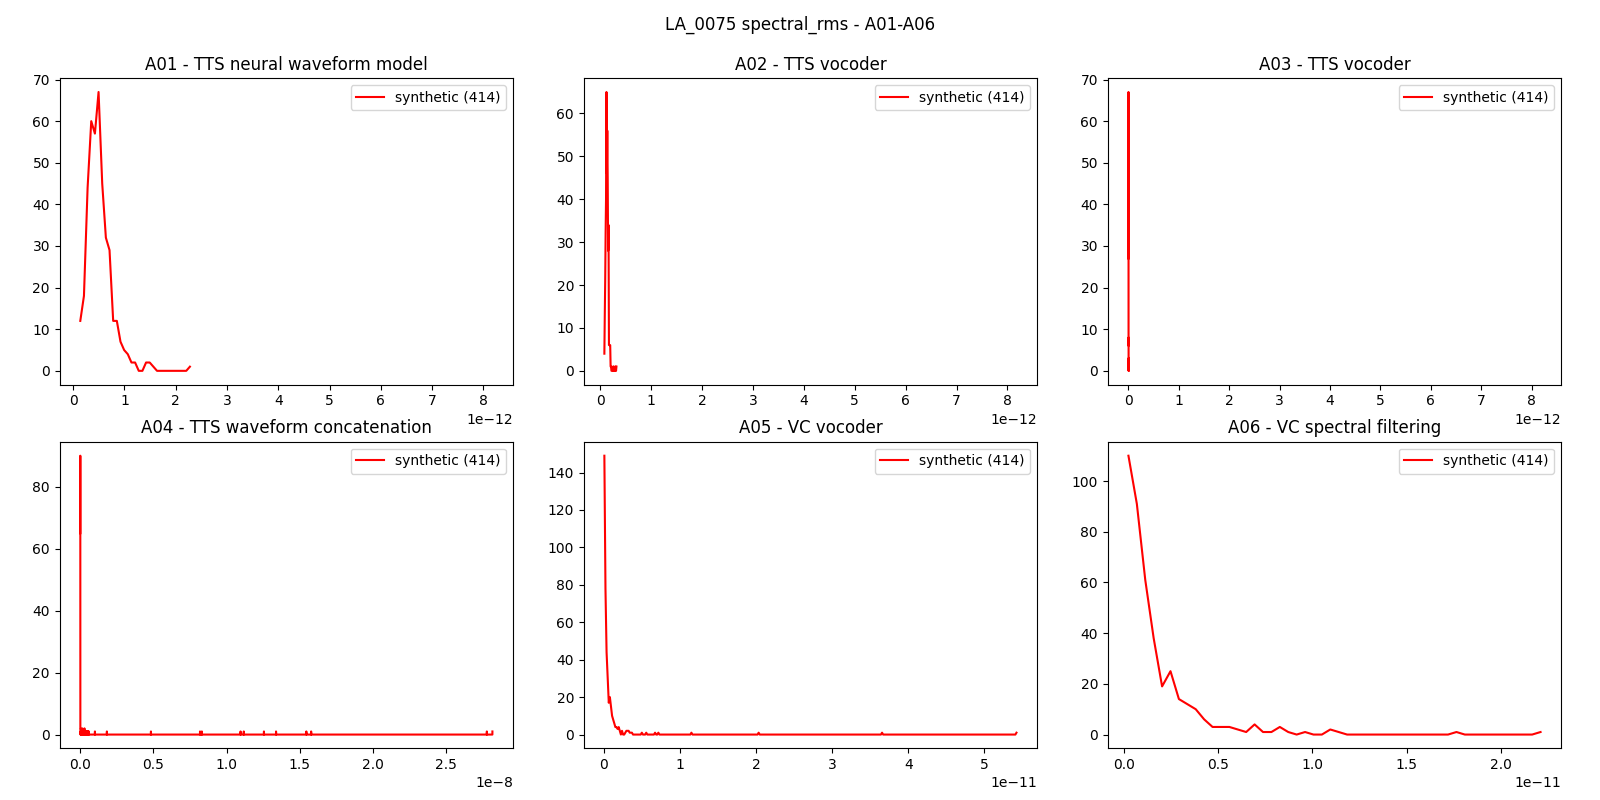 LA_0075 spectral_rms - A01-A06
A01 - TTS neural waveform model
synthetic (414)
70
60
50
40
30
20
10
0
0 1 2 3 4 5 6 7 8
1e−12
A02 - TTS vocoder
synthetic (414)
60
50
40
30
20
10
0
0 1 2 3 4 5 6 7 8
1e−12
A03 - TTS vocoder
synthetic (414)
70
60
50
40
30
20
10
0
0 1 2 3 4 5 6 7 8
1e−12
A04 - TTS waveform concatenation
synthetic (414)
80
60
40
20
0
0.0 0.5 1.0 1.5 2.0 2.5
1e−8
A05 - VC vocoder
synthetic (414)
140
120
100
80
60
40
20
0
0 1 2 3 4 5
1e−11
A06 - VC spectral filtering
synthetic (414)
100
80
60
40
20
0
0.0 0.5 1.0 1.5 2.0
1e−11